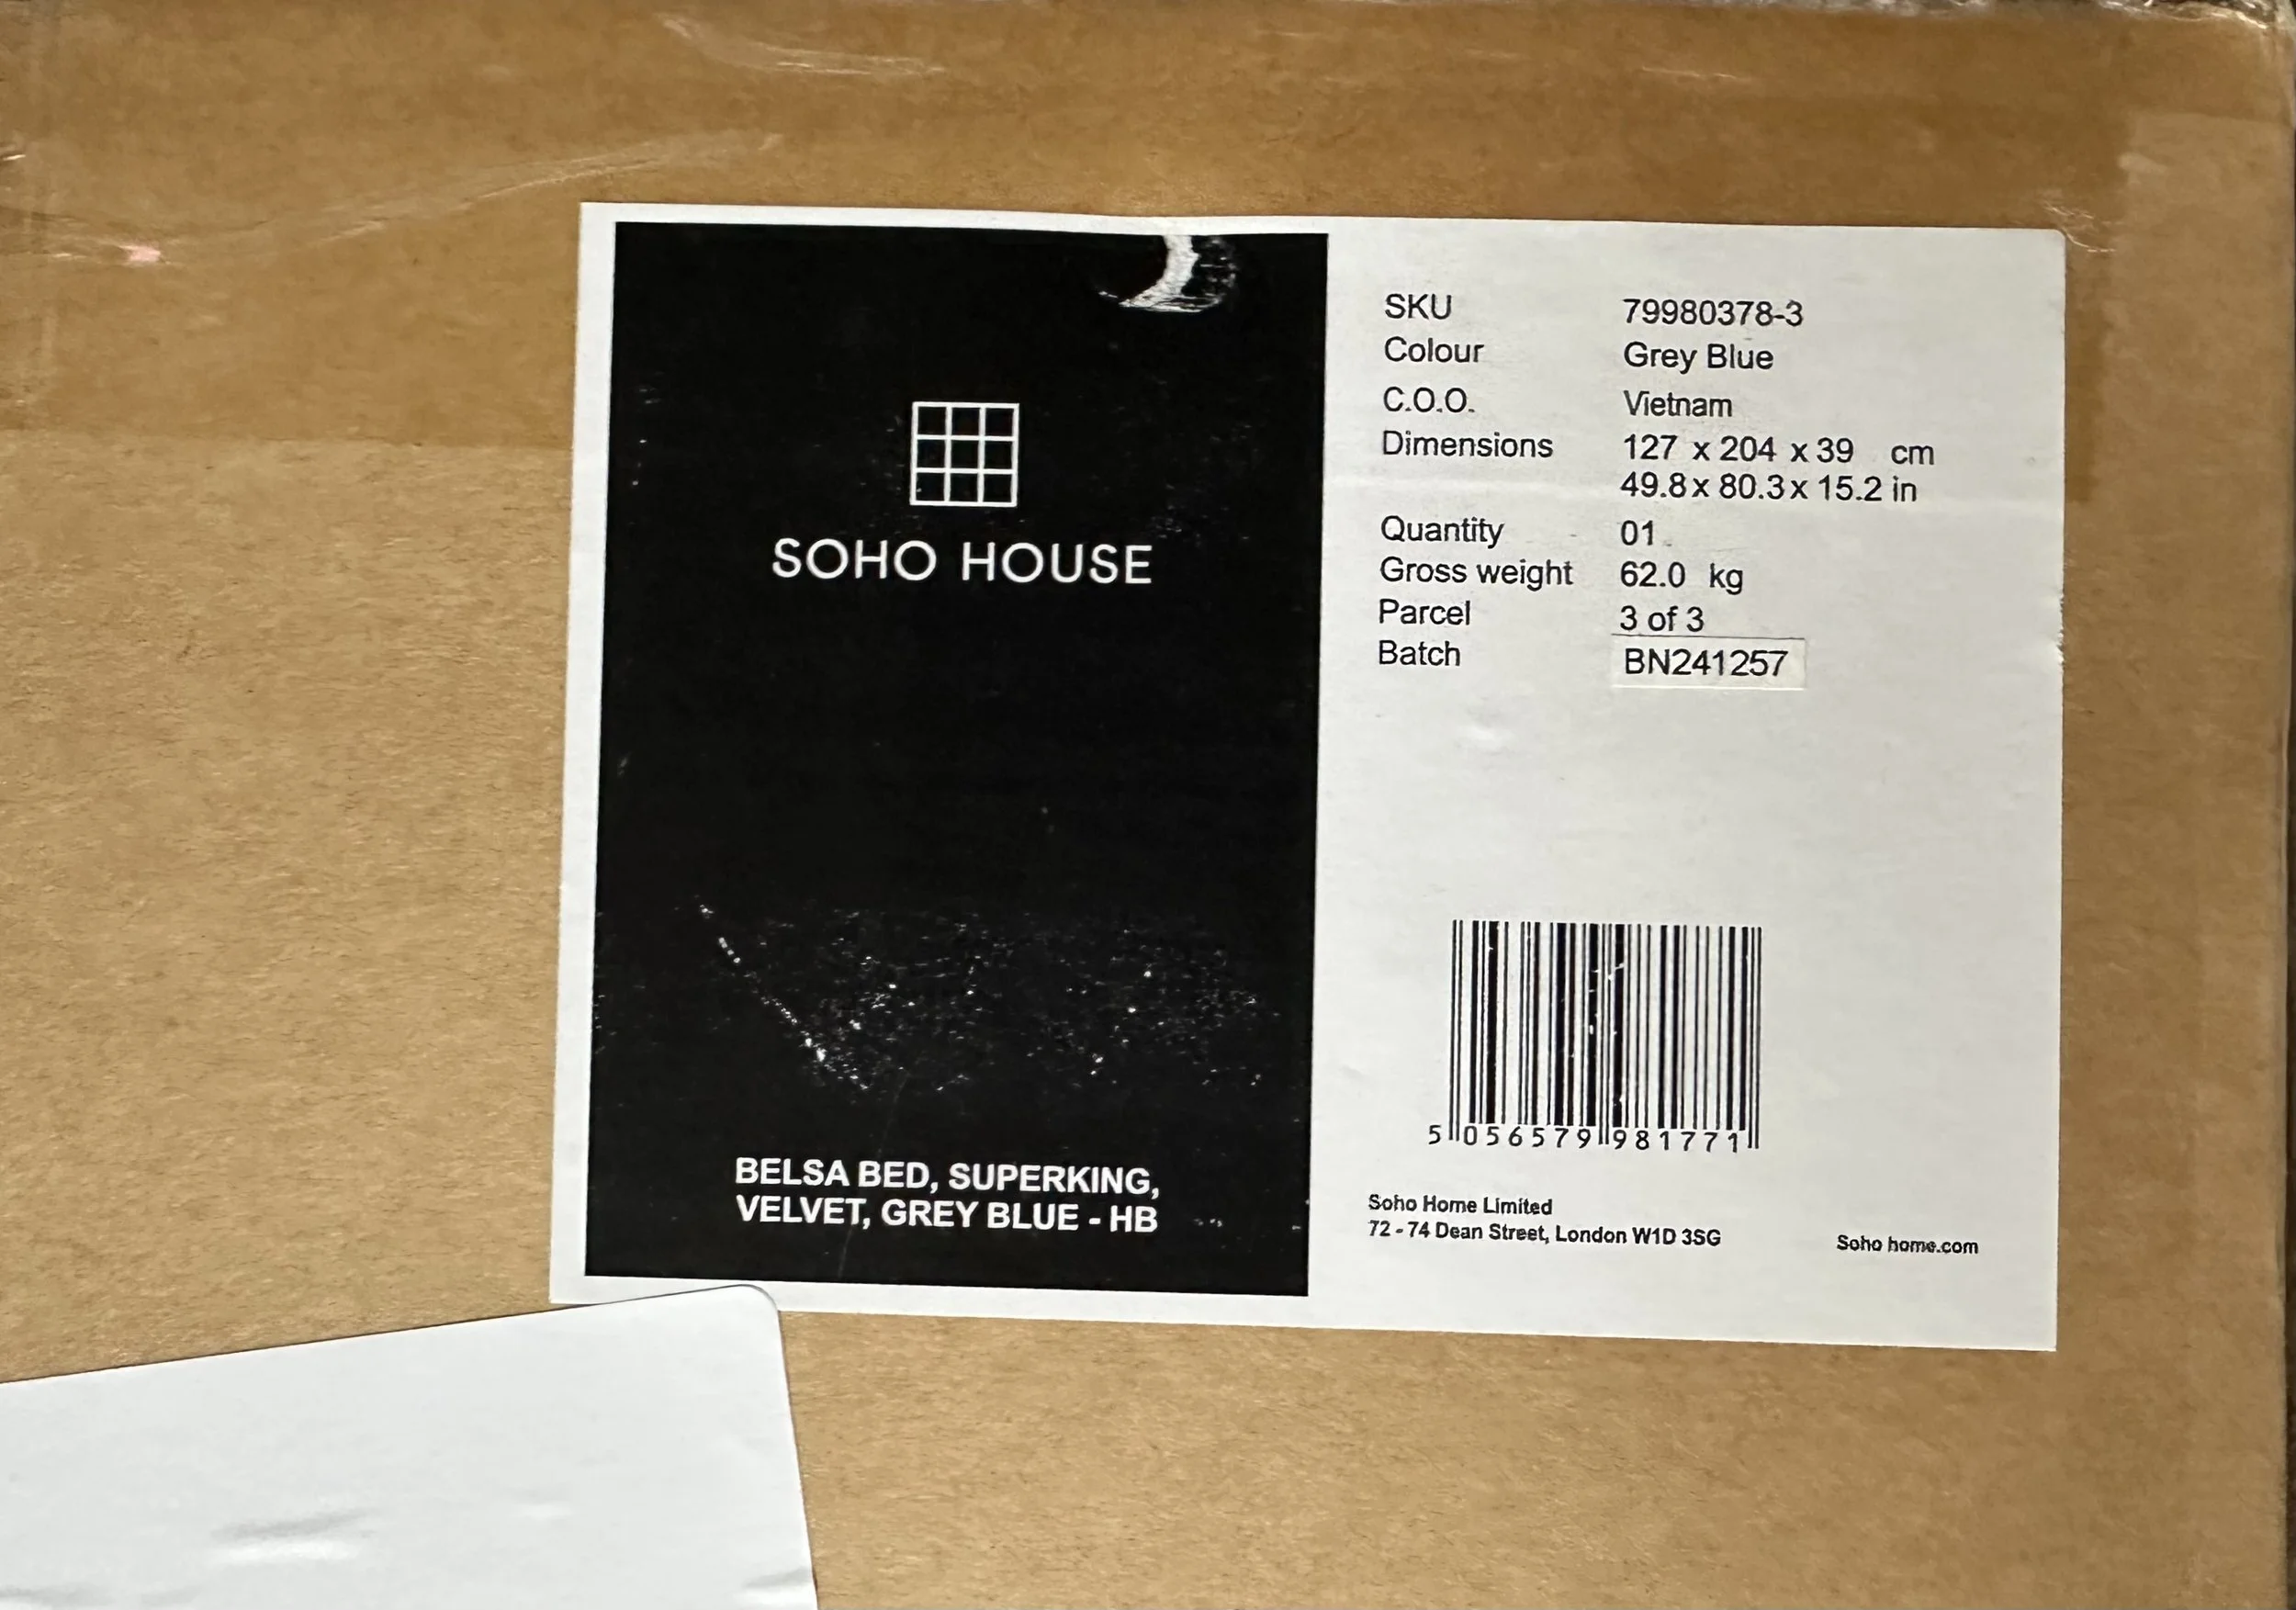 SOHO HOUSE
BELSA BED, SUPERKING,
VELVET, GREY BLUE - HB
SKU 79980378-3
Colour Grey Blue
C.O.O. Vietnam
Dimensions 127 x 204 x 39 cm
49.8 x 80.3 x 15.2 in
Quantity 01
Gross weight 62.0 kg
Parcel 3 of 3
Batch BN241257
5 056579 981771
Soho Home Limited
72 - 74 Dean Street, London W1D 3SG
Soho home.com